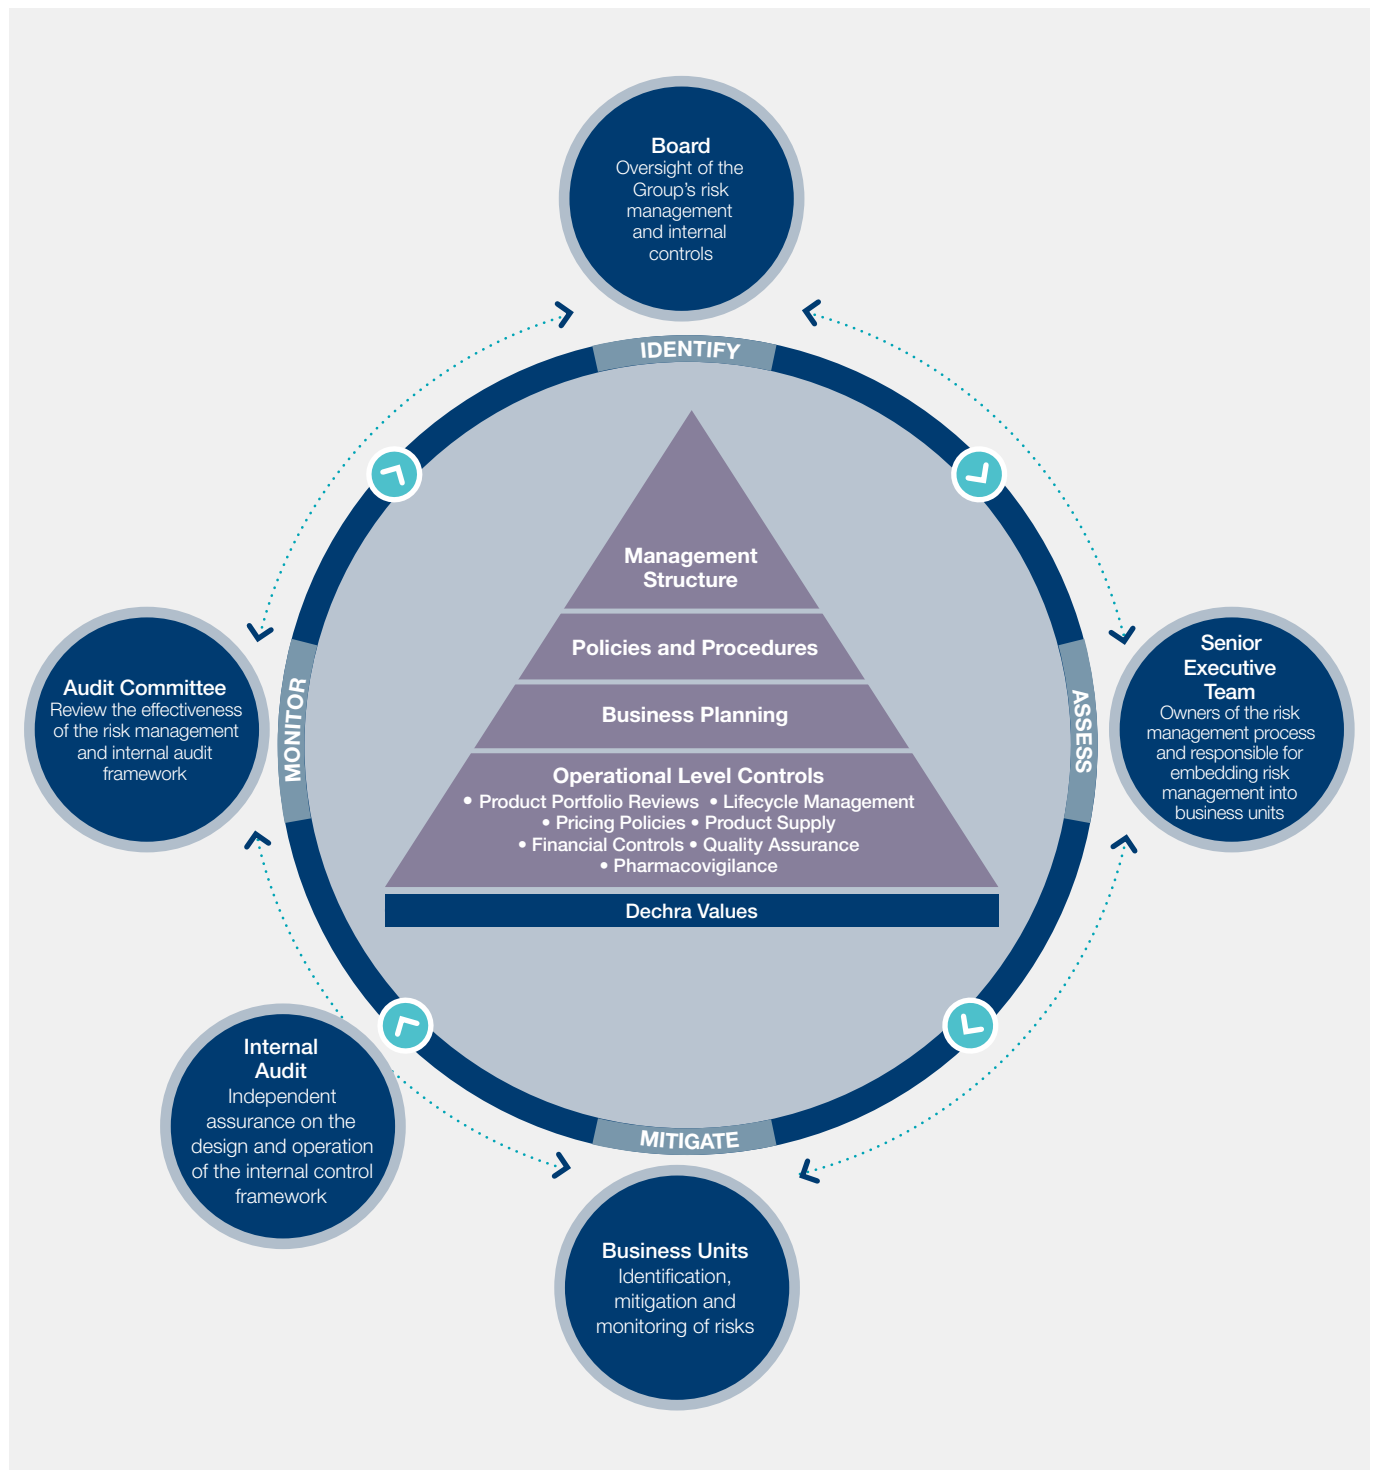 Board
Oversight of the
Group's risk
management
and internal
controls
IDENTIFY
Management
Structure
Policies and Procedures
Business Planning
Operational Level Controls
• Product Portfolio Reviews • Lifecycle Management
• Pricing Policies • Product Supply
• Financial Controls • Quality Assurance
• Pharmacovigilance
Dechra Values
ASSESS
Senior
Executive
Team
Owners of the risk
management process
and responsible for
embedding risk
management into
business units
MITIGATE
Business Units
Identification,
mitigation and
monitoring of risks
Internal
Audit
Independent
assurance on the
design and operation
of the internal control
framework
MONITOR
Audit Committee
Review the effectiveness
of the risk management
and internal audit
framework